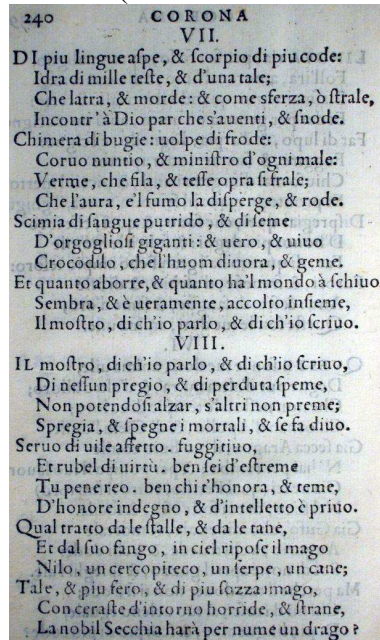 240 CORONA
VII.
DI piu lingue aspe, & scorpio di piu code:
Idra di mille teste, & d'una tale;
Che latra, & morde: & come sferza, ò strale,
Incontr' à Dio par che s'auenti, & snode.
Chimera di bugie: uolpe di frode:
Coruo nuntio, & ministro d'ogni male:
Verme, che fila, & tesse opra si frale;
Che l'aura, e'l fumo la disperge, & rode.
Scimia di sangue putrido, & di seme
D'orgogliosi giganti: & uero, & uiuo
Crocodilo, che l'huom diuora, & geme.
Et quanto aborre, & quanto ha'l mondo à schiuo
Sembra, & è ueramente, accolto insieme,
Il mostro, di ch'io parlo, & di ch'io scriuo.
VIII.
IL mostro, di ch'io parlo, & di ch'io scriuo,
Di nessun pregio, & di perduta speme,
Non potendosi alzar, s'altri non preme;
Spregia, & spegne i mortali, & se fa diuo.
Seruo di uile affetto. fuggitiuo,
Et rubel di uirtù. ben sei d'estreme
Tu pene reo. ben chi t'honora, & teme,
D'honore indegno, & d'intelletto è priuo.
Qual tratto da le stalle, & da le tane,
Et dal suo fango, in ciel ripose il mago
Nilo, un cercopiteco, un serpe, un cane;
Tale, & piu fero, & di piu sozza imago,
Con ceraste d'intorno horride, & strane,
La nobil Secchia harà per nume un drago?